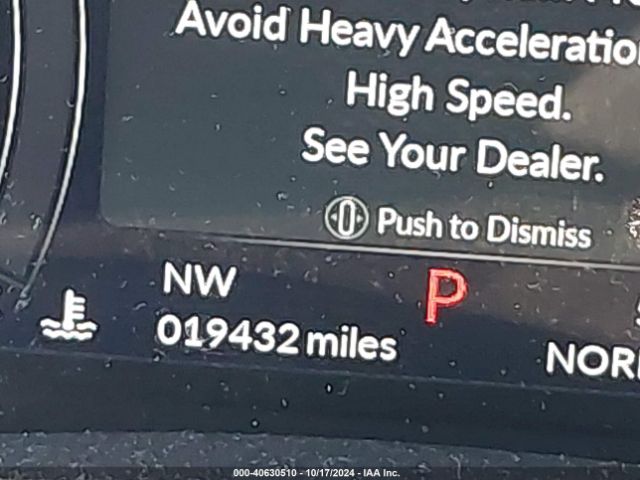 Avoid Heavy Acceleration
High Speed.
See Your Dealer.
Push to Dismiss
NW
P
019432 miles
NOR
000-40630510 - 10/17/2024 - IAA Inc.